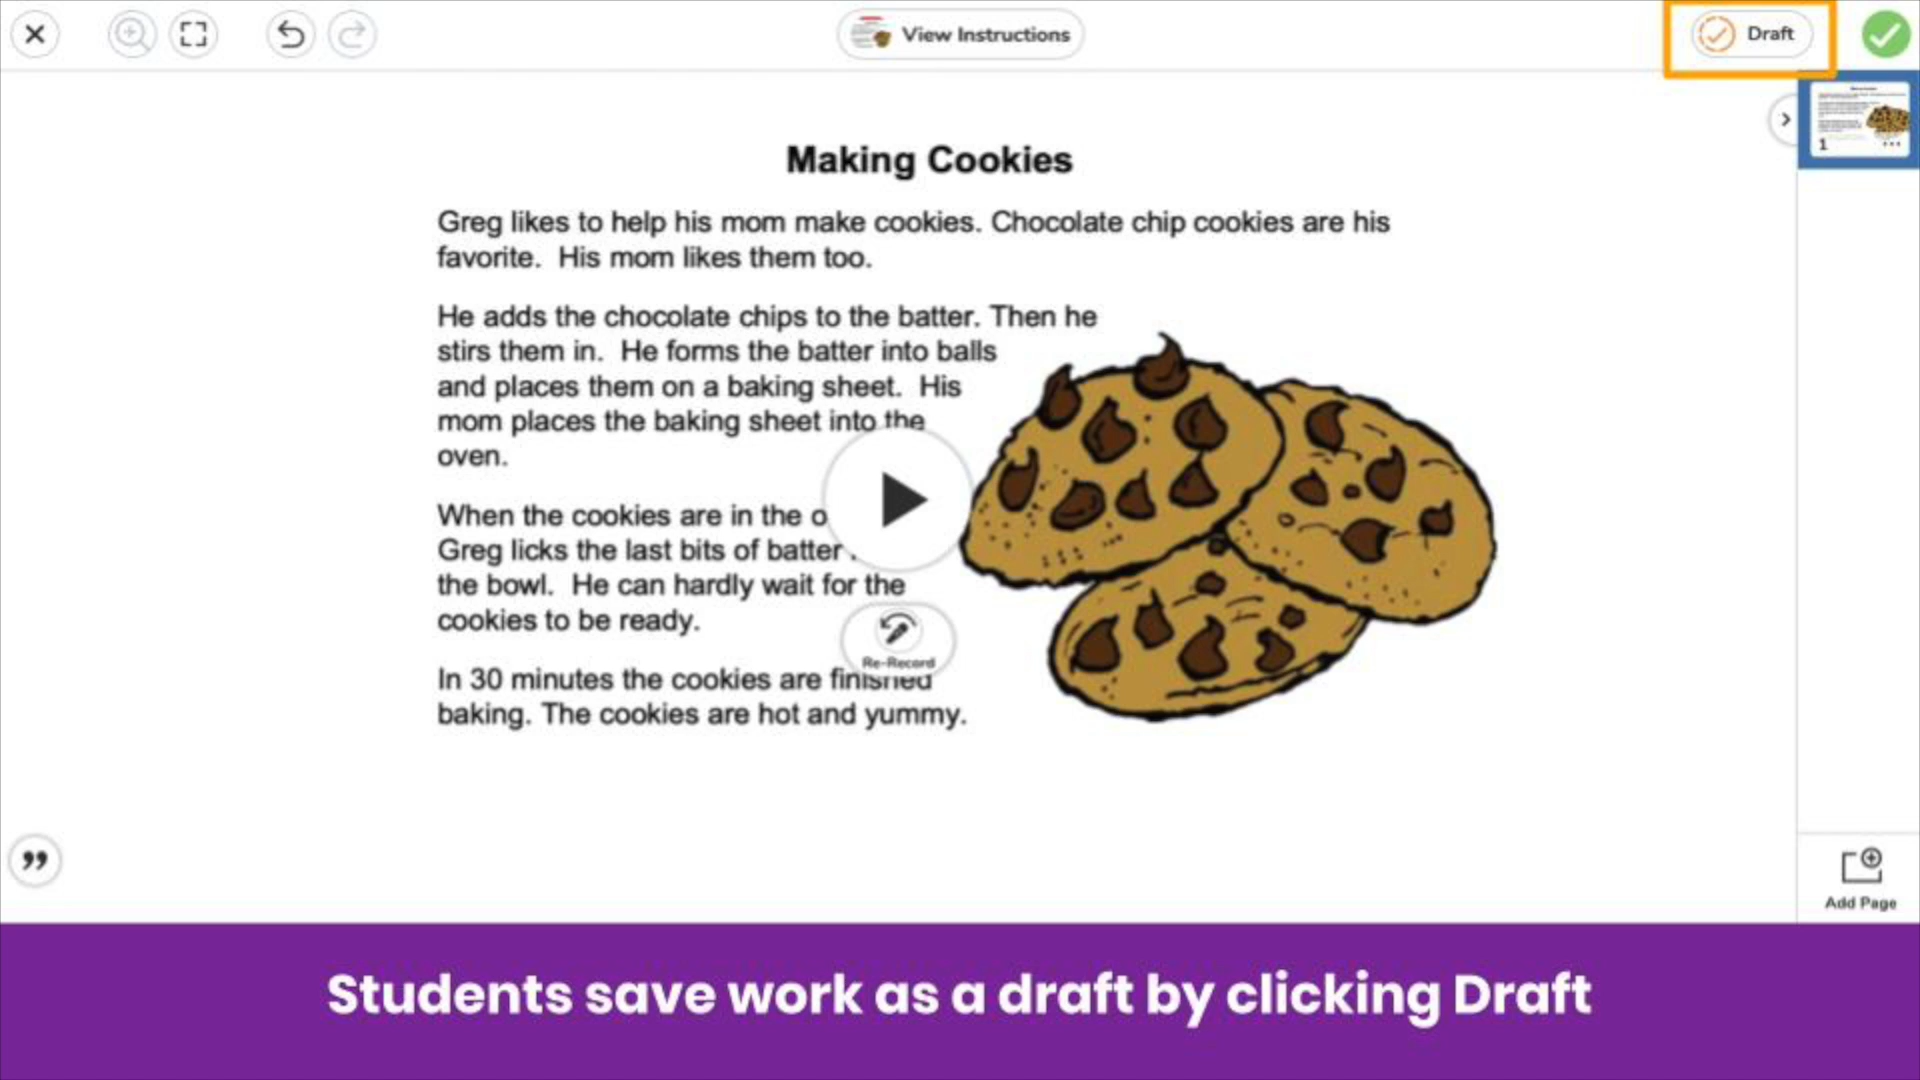 View Instructions
Draft
Making Cookies
Greg likes to help his mom make cookies. Chocolate chip cookies are his
favorite. His mom likes them too.
He adds the chocolate chips to the batter. Then he
stirs them in. He forms the batter into balls
and places them on a baking sheet. His
mom places the baking sheet into the
oven.
When the cookies are in the o
Greg licks the last bits of batter
the bowl. He can hardly wait for the
cookies to be ready.
Re-Record
In 30 minutes the cookies are finished
baking. The cookies are hot and yummy.
1
Add Page
Students save work as a draft by clicking Draft